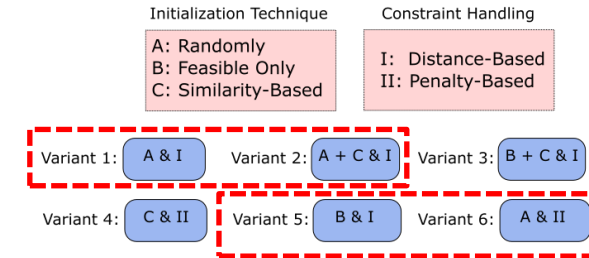 Initialization Technique Constraint Handling
A: Randomly
B: Feasible Only
C: Similarity-Based
I: Distance-Based
II: Penalty-Based
Variant 1: A & I Variant 2: A + C & I Variant 3: B + C & I
Variant 4: C & II Variant 5: B & I Variant 6: A & II